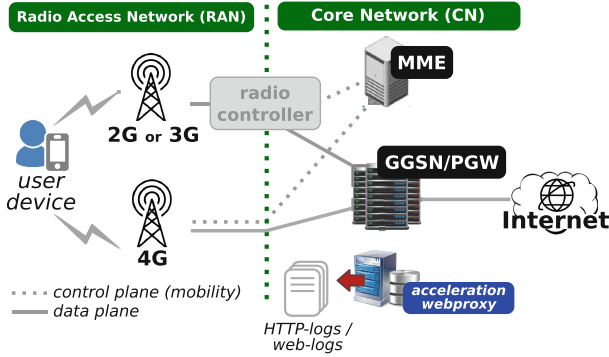 Radio Access Network (RAN)
Core Network (CN)
MME
radio
controller
2G or 3G
GGSN/PGW
user
device
Internet
4G
control plane (mobility)
data plane
acceleration
webproxy
HTTP-logs /
web-logs